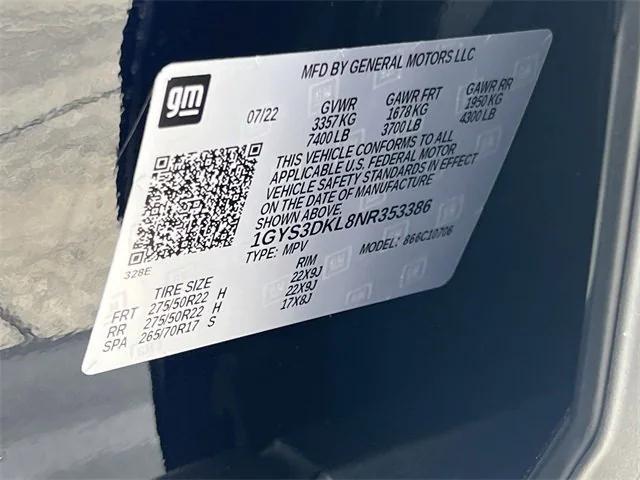 MFD BY GENERAL MOTORS LLC
gm
07/22 GVWR GAWR FRT GAWR RR
3357 KG 1678 KG 1950 KG
7400 LB 3700 LB 4300 LB
THIS VEHICLE CONFORMS TO ALL
APPLICABLE U.S. FEDERAL MOTOR
VEHICLE SAFETY STANDARDS IN EFFECT
ON THE DATE OF MANUFACTURE
SHOWN ABOVE.
1GYS3DKL8NR353386
TYPE: MPV MODEL: 866C10706
328E
TIRE SIZE RIM
FRT 275/50R22 H 22X9J
RR 275/50R22 H 22X9J
SPA 265/70R17 S 17X8J